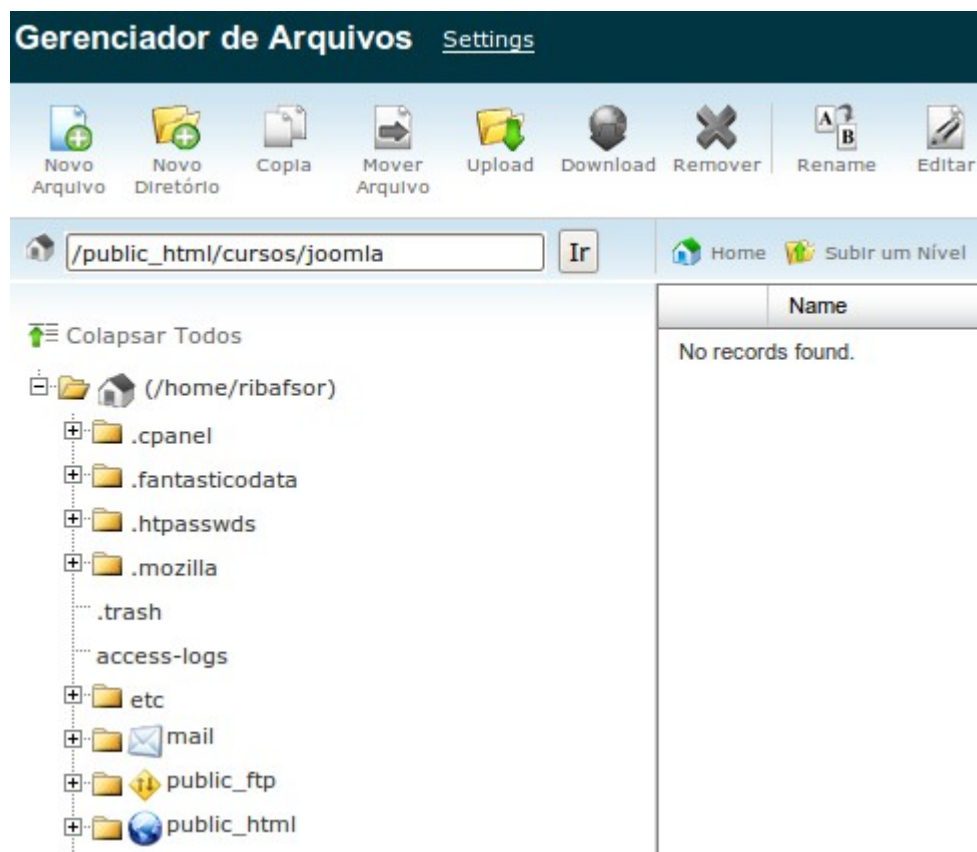 Gerenciador de Arquivos Settings
Novo Arquivo
Novo Diretório
Copia
Mover Arquivo
Upload
Download
Remover
Rename
Editar
/public_html/cursos/joomla
Ir
Home
Subir um Nível
Name
No records found.
Colapsar Todos
(/home/ribafsor)
.cpanel
.fantasticodata
.htpasswds
.mozilla
.trash
access-logs
etc
mail
public_ftp
public_html